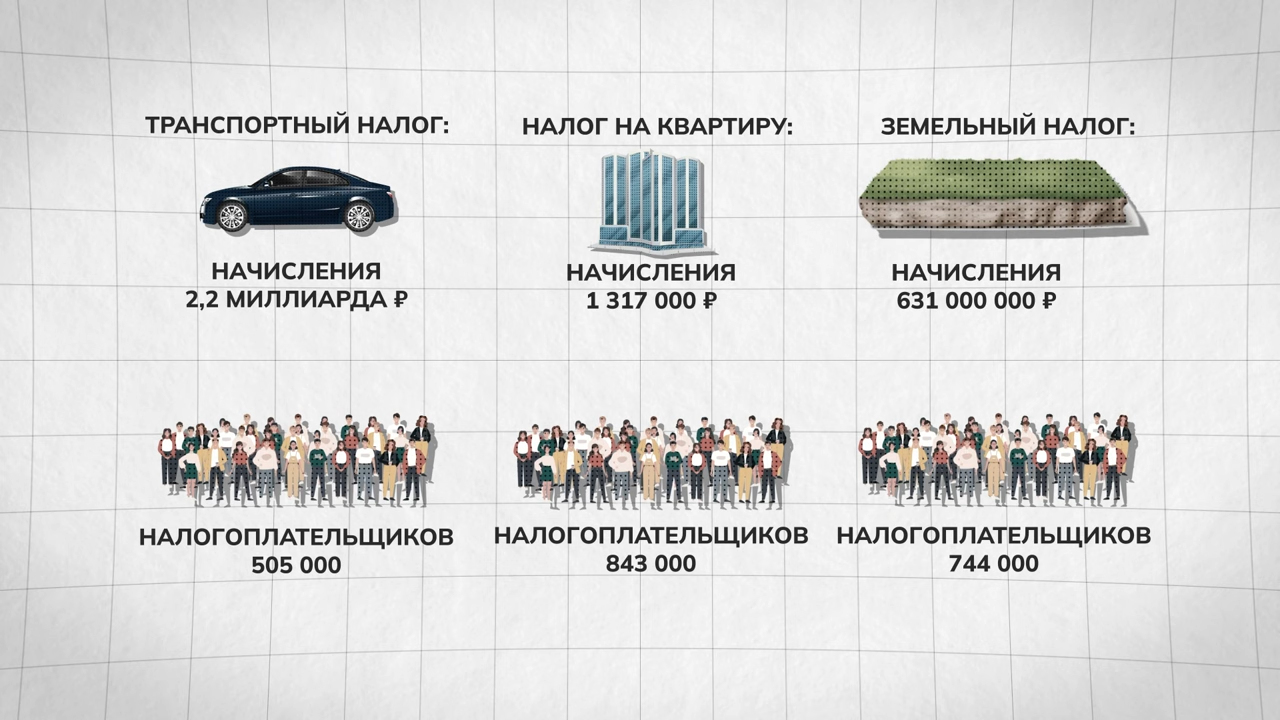 ТРАНСПОРТНЫЙ НАЛОГ:
НАЧИСЛЕНИЯ
2,2 МИЛЛИАРДА ₽
НАЛОГОПЛАТЕЛЬЩИКОВ
505 000
НАЛОГ НА КВАРТИРУ:
НАЧИСЛЕНИЯ
1 317 000 ₽
НАЛОГОПЛАТЕЛЬЩИКОВ
843 000
ЗЕМЕЛЬНЫЙ НАЛОГ:
НАЧИСЛЕНИЯ
631 000 000 ₽
НАЛОГОПЛАТЕЛЬЩИКОВ
744 000